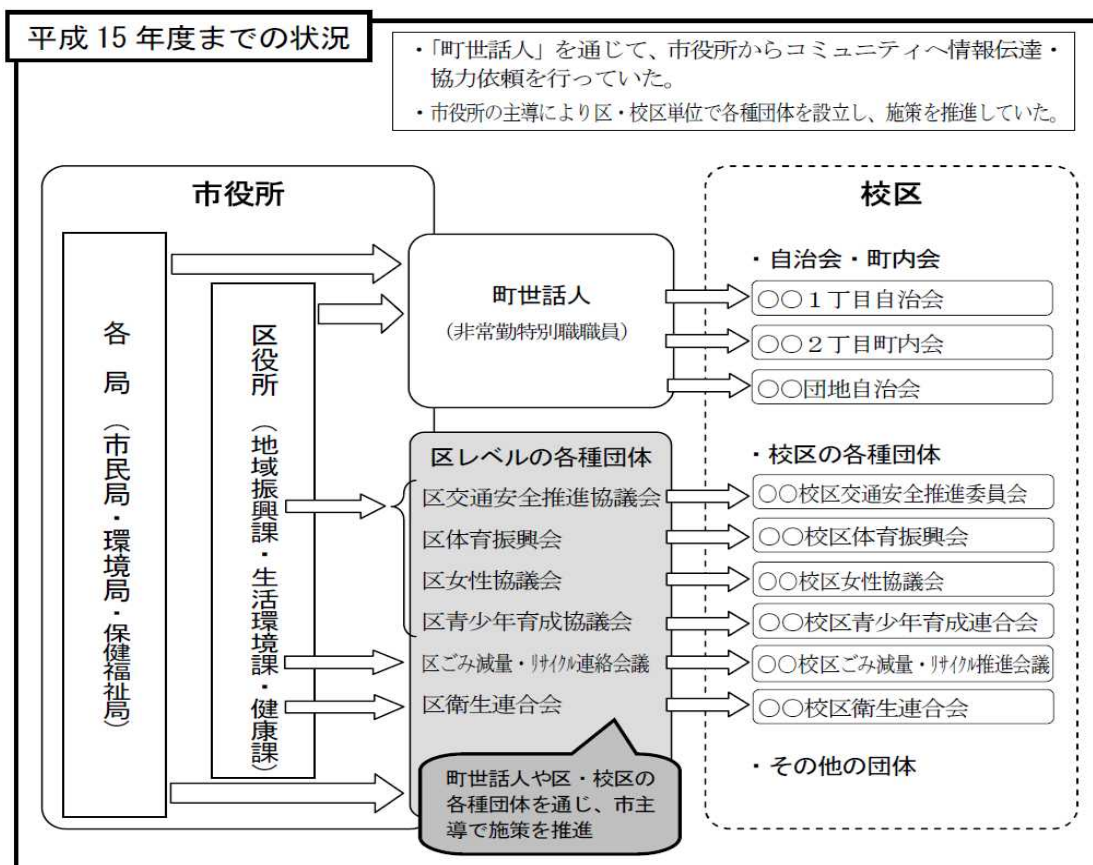 平成 15 年度までの状況
・「町世話人」を通じて、市役所からコミュニティへ情報伝達・
協力依頼を行っていた。
・市役所の主導により区・校区単位で各種団体を設立し、施策を推進していた。
市役所
各局（市民局・環境局・保健福祉局）
区役所（地域振興課・生活環境課・健康課）
町世話人
(非常勤特別職職員)
区レベルの各種団体
区交通安全推進協議会
区体育振興会
区女性協議会
区青少年育成協議会
区ごみ減量・ﾘｻｲｸﾙ連絡会議
区衛生連合会
町世話人や区・校区の
各種団体を通じ、市主
導で施策を推進
校区
・自治会・町内会
○○１丁目自治会
○○２丁目町内会
○○団地自治会
・校区の各種団体
○○校区交通安全推進委員会
○○校区体育振興会
○○校区女性協議会
○○校区青少年育成連合会
○○校区ごみ減量・ﾘｻｲｸﾙ推進会議
○○校区衛生連合会
・その他の団体